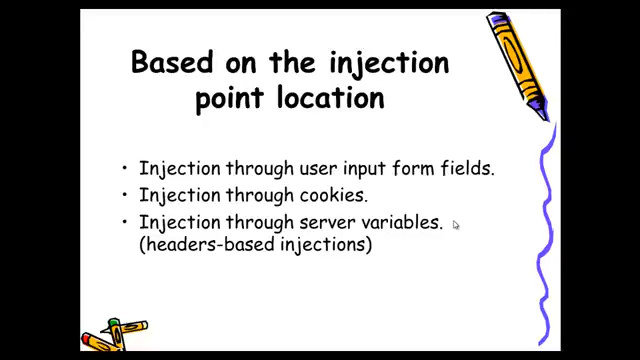 Based on the injection
point location
• Injection through user input form fields.
• Injection through cookies.
• Injection through server variables.
(headers-based injections)